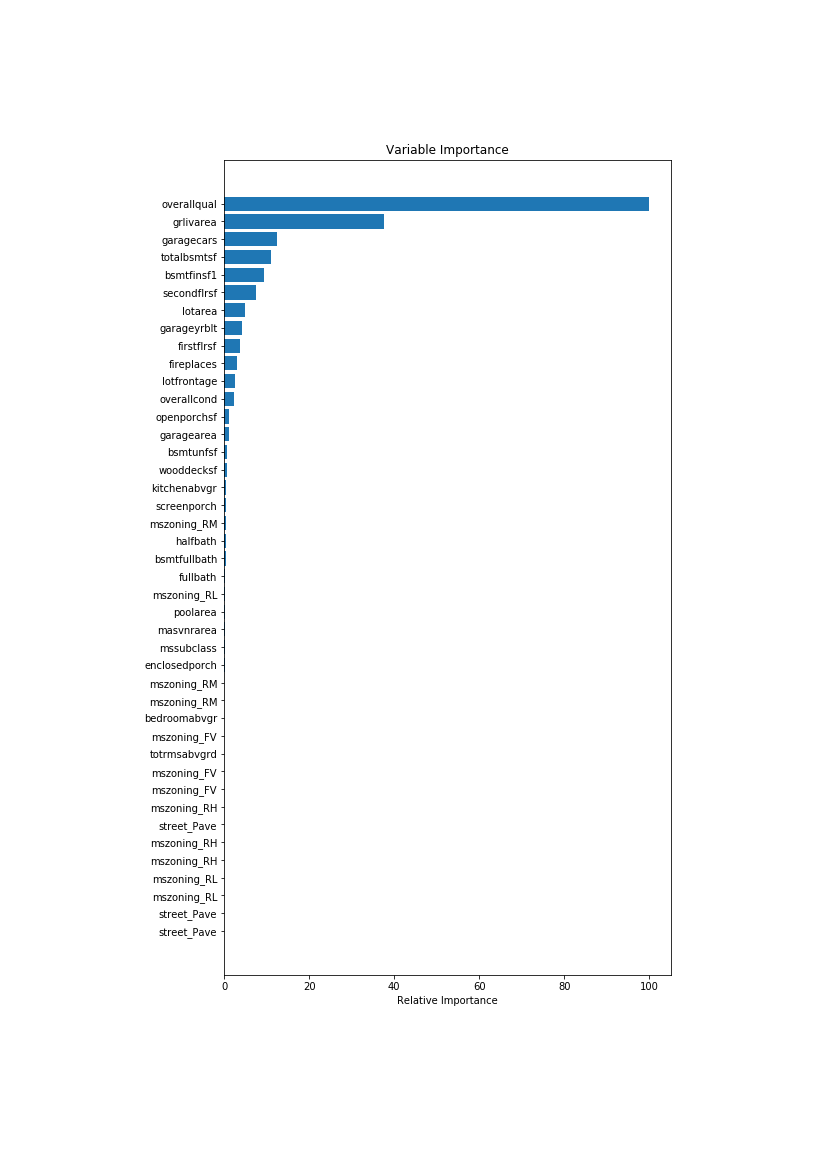 Variable Importance
overallqual
grlivarea
garagecars
totalbsmtsf
bsmtfinsf1
secondflrsf
lotarea
garageyrblt
firstflrsf
fireplaces
lotfrontage
overallcond
openporchsf
garagearea
bsmtunfsf
wooddecksf
kitchenabvgr
screenporch
mszoning_RM
halfbath
bsmtfullbath
fullbath
mszoning_RL
poolarea
masvnrarea
mssubclass
enclosedporch
mszoning_RM
mszoning_RM
bedroomabvgr
mszoning_FV
totrmsabvgrd
mszoning_FV
mszoning_FV
mszoning_RH
street_Pave
mszoning_RH
mszoning_RH
mszoning_RL
mszoning_RL
street_Pave
street_Pave
0 20 40 60 80 100
Relative Importance